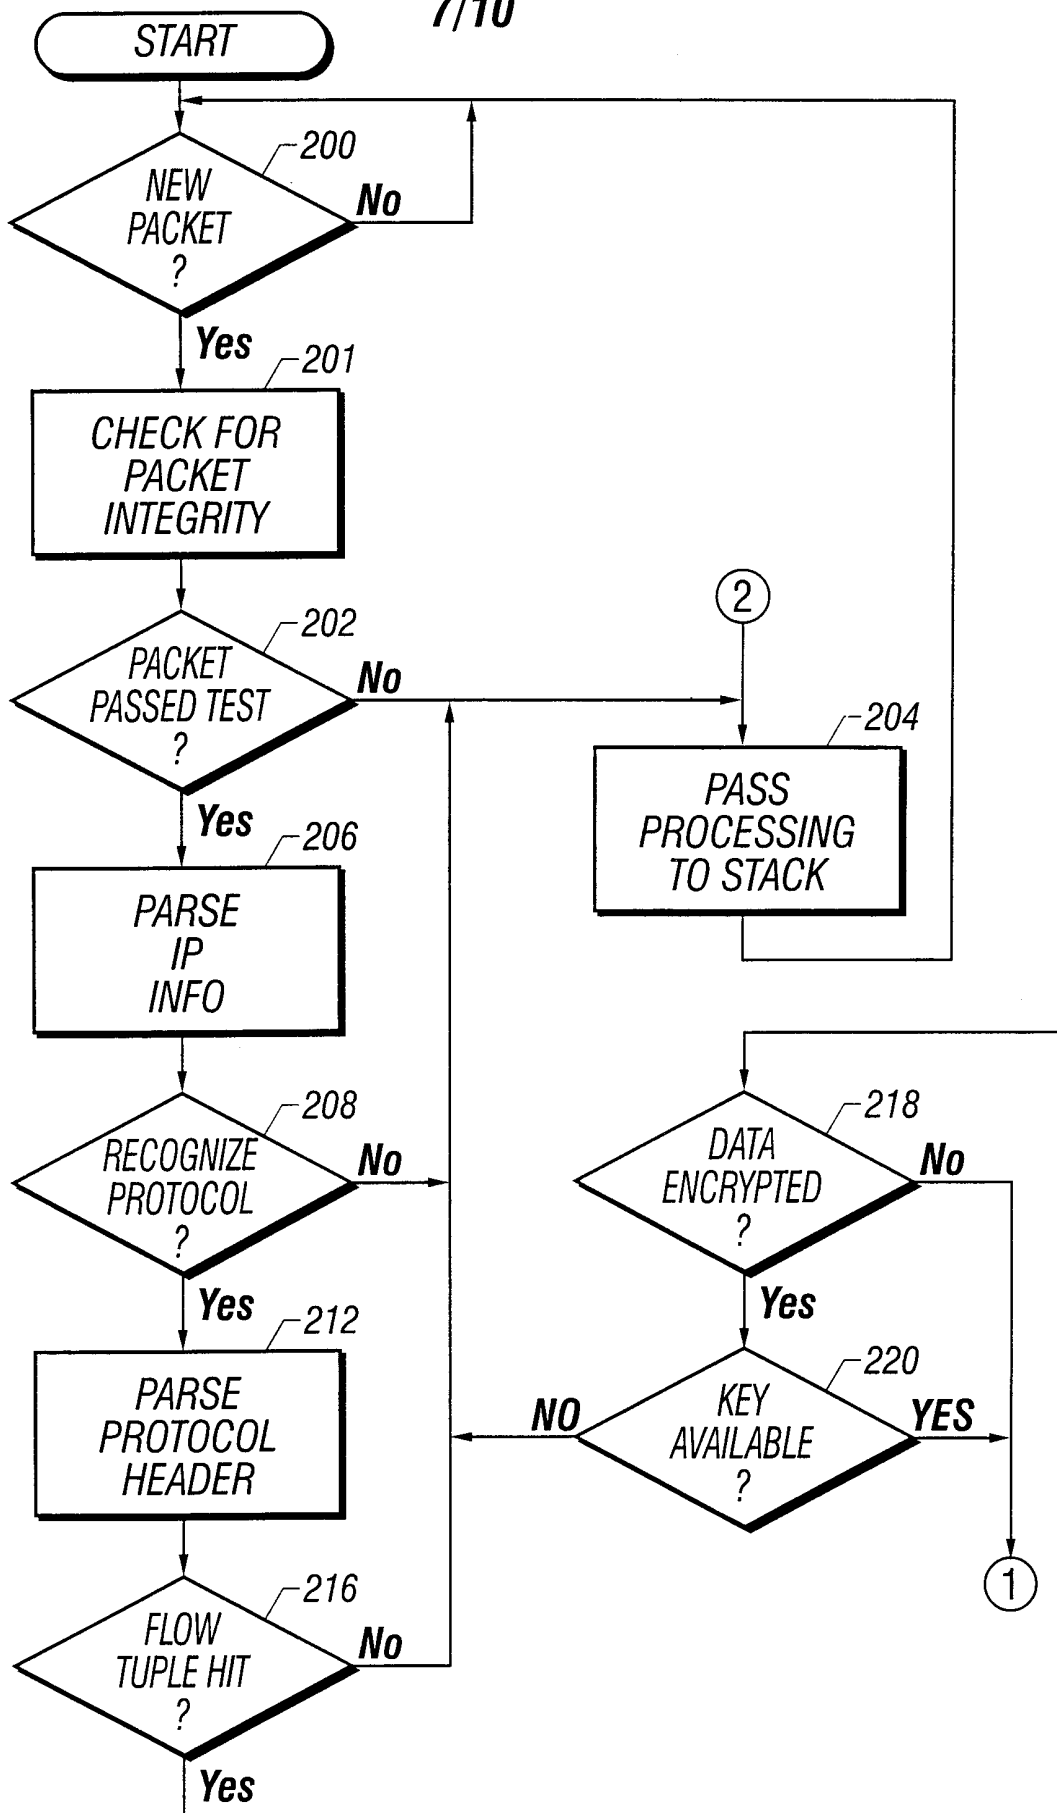 7/10
START
200
NEW
PACKET
?
No
Yes
201
CHECK FOR
PACKET
INTEGRITY
202
PACKET
PASSED TEST
?
No
Yes
2
204
PASS
PROCESSING
TO STACK
206
PARSE
IP
INFO
208
RECOGNIZE
PROTOCOL
?
No
Yes
212
PARSE
PROTOCOL
HEADER
216
FLOW
TUPLE HIT
?
No
Yes
218
DATA
ENCRYPTED
?
No
Yes
220
KEY
AVAILABLE
?
NO
YES
1